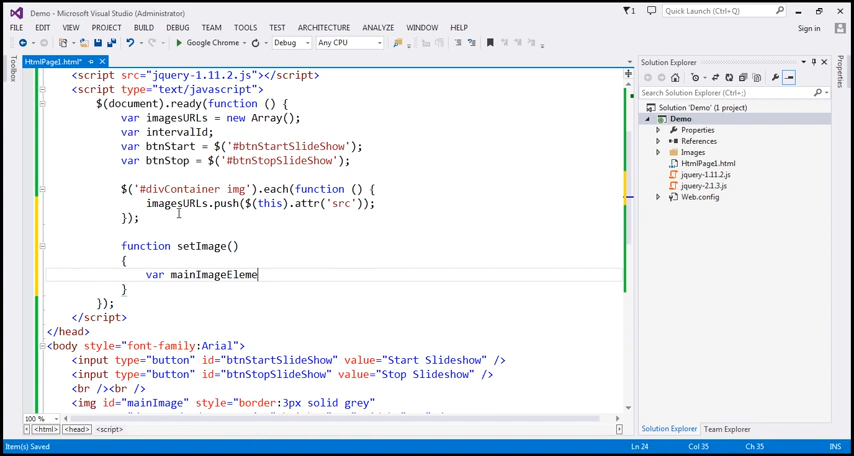 Demo - Microsoft Visual Studio (Administrator)
1
Quick Launch (Ctrl+Q)
FILE EDIT VIEW PROJECT BUILD DEBUG TEAM TOOLS TEST ARCHITECTURE ANALYZE WINDOW HELP
Sign in
Google Chrome
Debug
Any CPU
Toolbox
HtmlPage1.html*
<script src="jquery-1.11.2.js"></script>
<script type="text/javascript">
$(document).ready(function () {
var imagesURLs = new Array();
var intervalId;
var btnStart = $('#btnStartSlideShow');
var btnStop = $('#btnStopSlideShow');
$('#divContainer img').each(function () {
imagesURLs.push($(this).attr('src'));
});
function setImage()
{
var mainImageEleme
}
});
</script>
</head>
<body style="font-family:Arial">
<input type="button" id="btnStartSlideShow" value="Start Slideshow" />
<input type="button" id="btnStopSlideShow" value="Stop Slideshow" />
<br /><br />
<img id="mainImage" style="border:3px solid grey"
100 %
<html> <head> <script>
Solution Explorer
Search Solution Explorer (Ctrl+;)
Solution 'Demo' (1 project)
Demo
Properties
References
Images
HtmlPage1.html
jquery-1.11.2.js
jquery-2.1.3.js
Web.config
Solution Explorer Team Explorer
Properties
Item(s) Saved
Ln 24
Col 35
Ch 35
INS